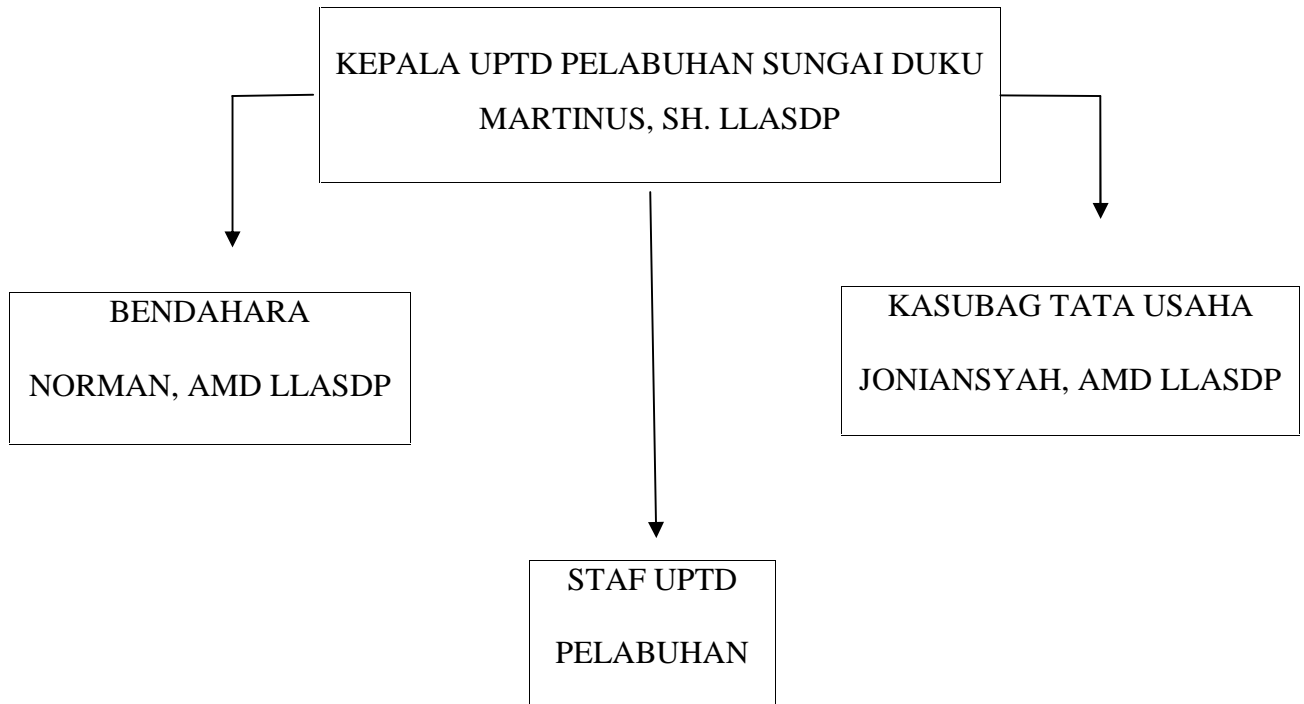 KEPALA UPTD PELABUHAN SUNGAI DUKU
MARTINUS, SH. LLASDP
BENDAHARA
NORMAN, AMD LLASDP
KASUBAG TATA USAHA
JONIANSYAH, AMD LLASDP
STAF UPTD
PELABUHAN